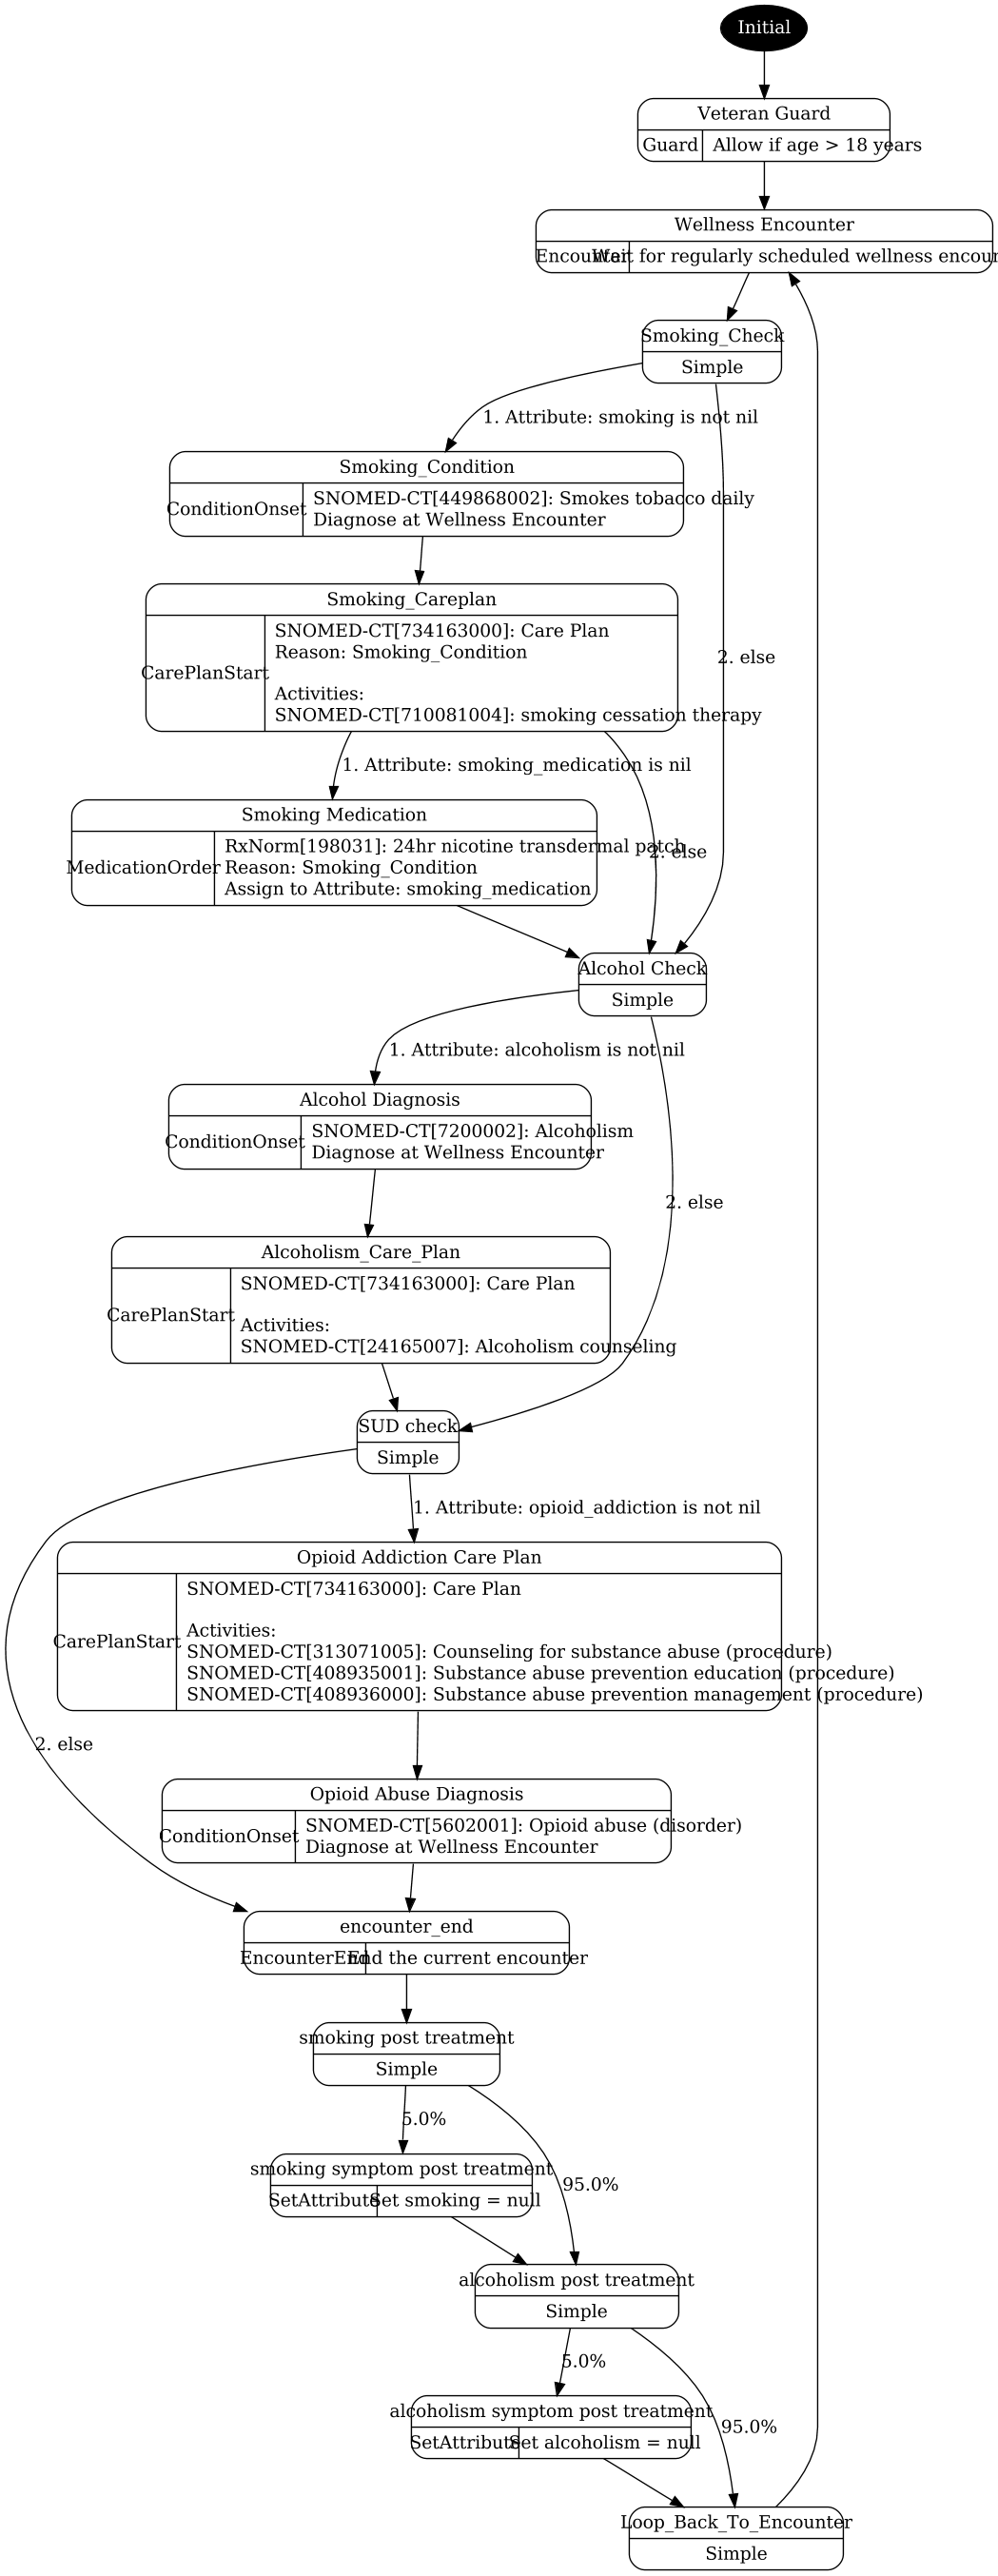 Initial
Veteran Guard
Guard
Allow if age > 18 years
Wellness Encounter
Encounter
Wait for regularly scheduled wellness encour
Smoking_Check
Simple
1. Attribute: smoking is not nil
Smoking_Condition
ConditionOnset
SNOMED-CT[449868002]: Smokes tobacco daily
Diagnose at Wellness Encounter
Smoking_Careplan
CarePlanStart
SNOMED-CT[734163000]: Care Plan
Reason: Smoking_Condition
Activities:
SNOMED-CT[710081004]: smoking cessation therapy
2. else
1. Attribute: smoking_medication is nil
Smoking Medication
MedicationOrder
RxNorm[198031]: 24hr nicotine transdermal patch
Reason: Smoking_Condition
Assign to Attribute: smoking_medication
2. else
Alcohol Check
Simple
1. Attribute: alcoholism is not nil
Alcohol Diagnosis
ConditionOnset
SNOMED-CT[7200002]: Alcoholism
Diagnose at Wellness Encounter
2. else
Alcoholism_Care_Plan
CarePlanStart
SNOMED-CT[734163000]: Care Plan
Activities:
SNOMED-CT[24165007]: Alcoholism counseling
SUD check
Simple
1. Attribute: opioid_addiction is not nil
Opioid Addiction Care Plan
CarePlanStart
SNOMED-CT[734163000]: Care Plan
Activities:
SNOMED-CT[313071005]: Counseling for substance abuse (procedure)
SNOMED-CT[408935001]: Substance abuse prevention education (procedure)
SNOMED-CT[408936000]: Substance abuse prevention management (procedure)
2. else
Opioid Abuse Diagnosis
ConditionOnset
SNOMED-CT[5602001]: Opioid abuse (disorder)
Diagnose at Wellness Encounter
encounter_end
EncounterEnd
End the current encounter
smoking post treatment
Simple
5.0%
smoking symptom post treatment
SetAttribute
Set smoking = null
95.0%
alcoholism post treatment
Simple
5.0%
alcoholism symptom post treatment
SetAttribute
Set alcoholism = null
95.0%
Loop_Back_To_Encounter
Simple